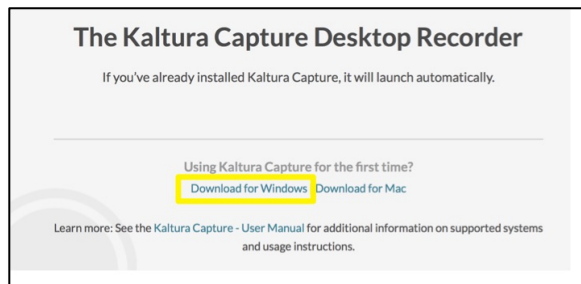 The Kaltura Capture Desktop Recorder
If you've already installed Kaltura Capture, it will launch automatically.
Using Kaltura Capture for the first time?
Download for Windows Download for Mac
Learn more: See the Kaltura Capture - User Manual for additional information on supported systems
and usage instructions.